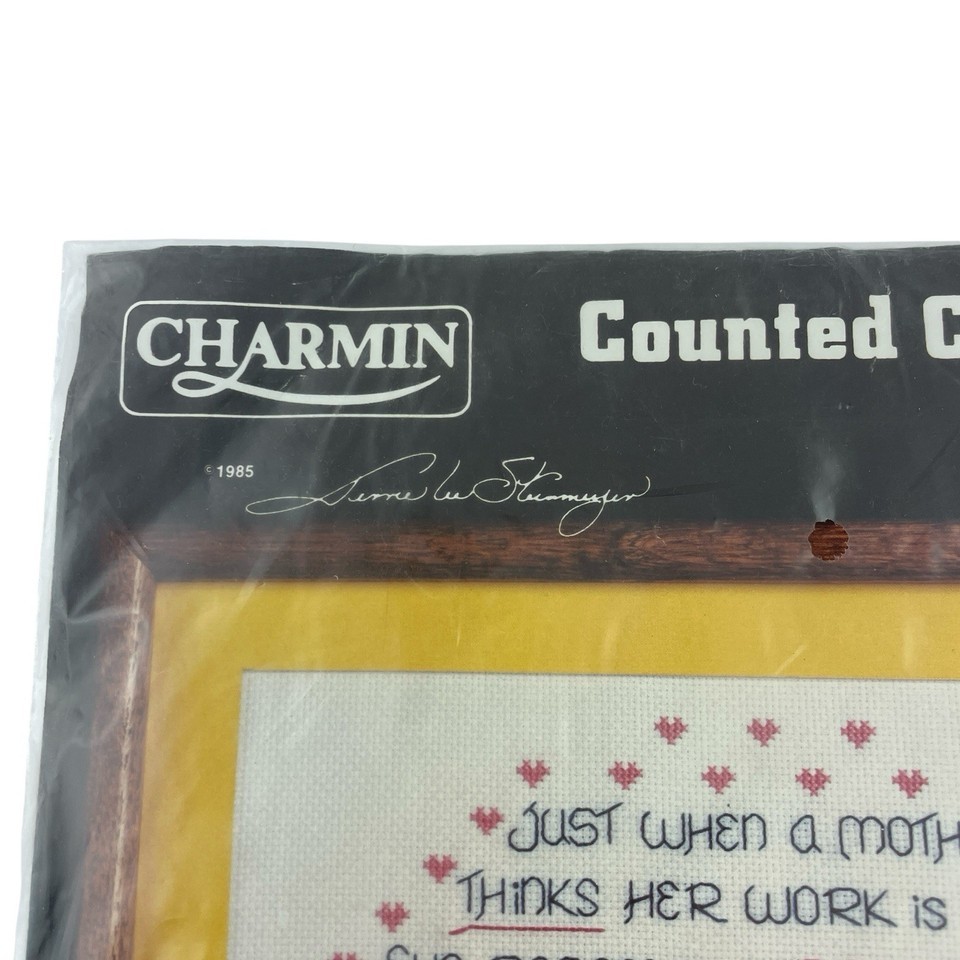 CHARMIN
Counted C
© 1985
JUST WHEN A MOTH
THINKS HER WORK IS